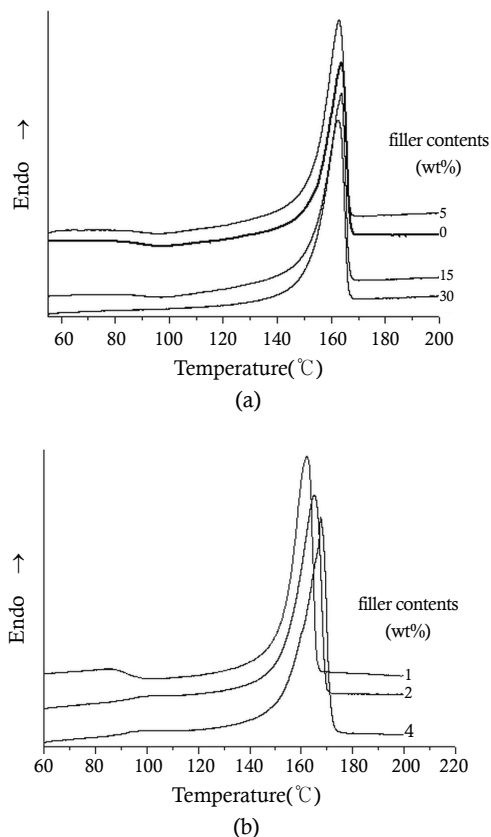 Endo →
filler contents
(wt%)
5
0
15
30
60 80 100 120 140 160 180 200
Temperature(℃)
(a)
Endo →
filler contents
(wt%)
1
2
4
60 80 100 120 140 160 180 200 220
Temperature(℃)
(b)